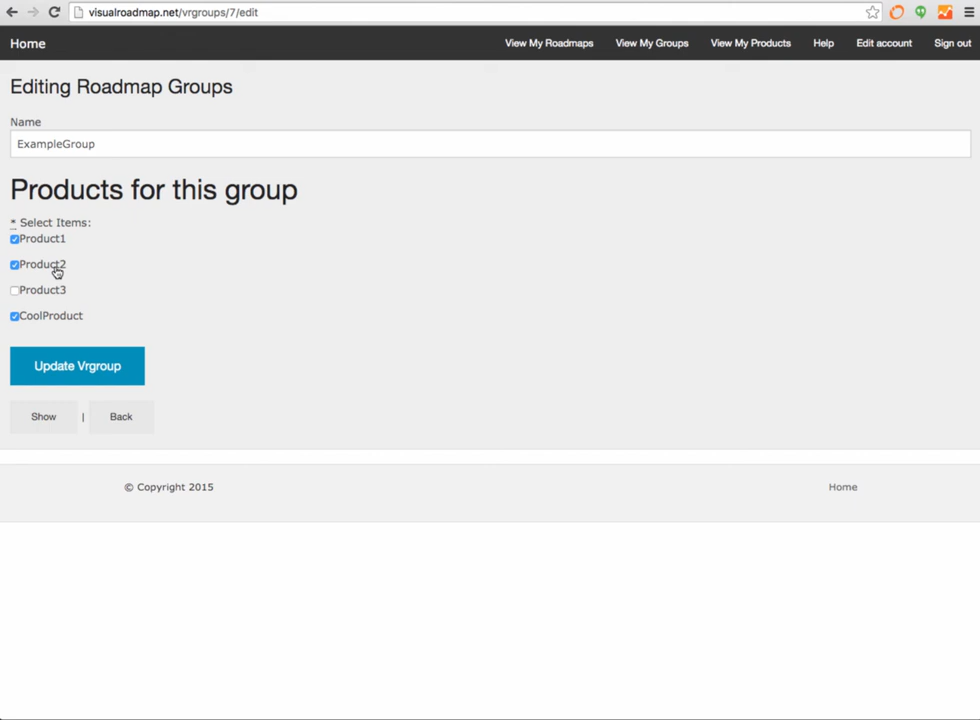 visualroadmap.net/vrgroups/7/edit
Home View My Roadmaps View My Groups View My Products Help Edit account Sign out
Editing Roadmap Groups
Name
ExampleGroup
Products for this group
* Select Items:
Product1
Product2
Product3
CoolProduct
Update Vrgroup
Show | Back
© Copyright 2015 Home